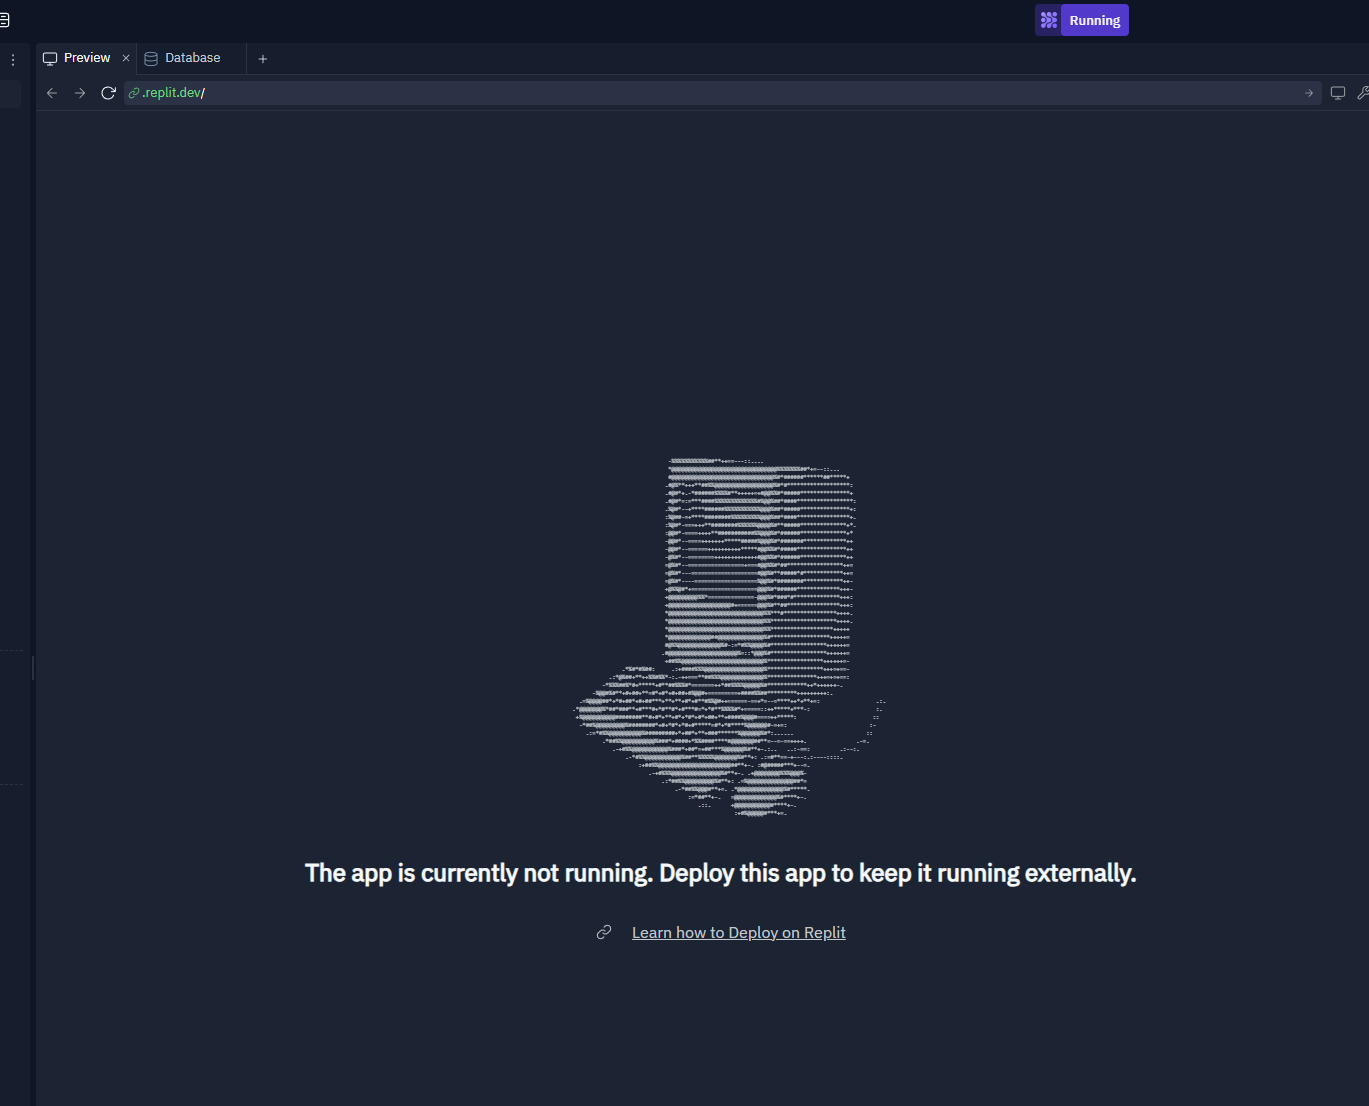 Running
Preview
Database
.replit.dev/
The app is currently not running. Deploy this app to keep it running externally.
Learn how to Deploy on Replit